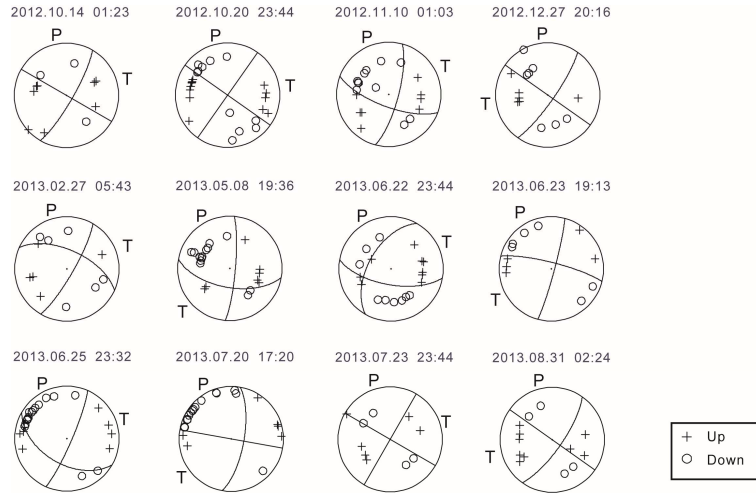 2012.10.14 01:23 2012.10.20 23:44 2012.11.10 01:03 2012.12.27 20:16
P P P P
T T T T
2013.02.27 05:43 2013.05.08 19:36 2013.06.22 23:44 2013.06.23 19:13
P P P P
T T T T
2013.06.25 23:32 2013.07.20 17:20 2013.07.23 23:44 2013.08.31 02:24
P P P P
T T T T
Up
Down